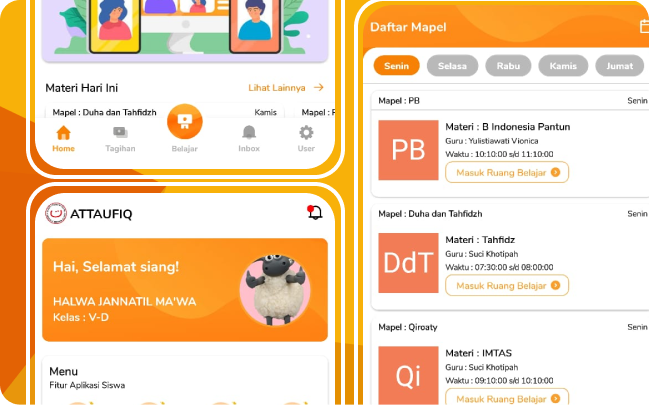 Materi Hari Ini
Lihat Lainnya
Mapel : Duha dan Tahfidzh
Kamis
Mapel :
Home
Tagihan
Belajar
Inbox
User
ATTAUFIQ
Hai, Selamat siang!
HALWA JANNATIL MA'WA
Kelas : V-D
Menu
Fitur Aplikasi Siswa
Daftar Mapel
Senin
Selasa
Rabu
Kamis
Jumat
Mapel : PB
Senin
PB
Materi : B Indonesia Pantun
Guru : Yulistiawati Vionica
Waktu : 10:10:00 s/d 11:10:00
Masuk Ruang Belajar
Mapel : Duha dan Tahfidzh
Senin
DdT
Materi : Tahfidz
Guru : Suci Khotipah
Waktu : 07:30:00 s/d 08:00:00
Masuk Ruang Belajar
Mapel : Qiroaty
Senin
Qi
Materi : IMTAS
Guru : Suci Khotipah
Waktu : 09:10:00 s/d 10:10:00
Masuk Ruang Belajar